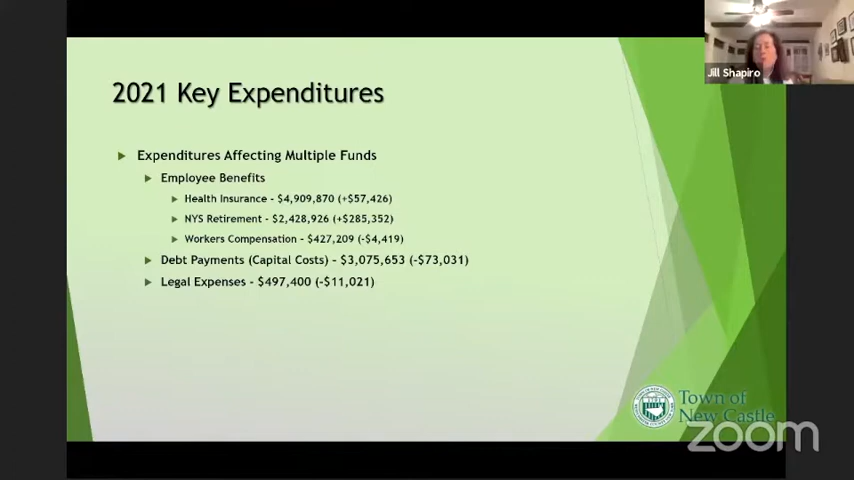 Jill Shapiro
2021 Key Expenditures
Expenditures Affecting Multiple Funds
Employee Benefits
Health Insurance - $4,909,870 (+$57,426)
NYS Retirement - $2,428,926 (+$285,352)
Workers Compensation – $427,209 (-$4,419)
Debt Payments (Capital Costs) – $3,075,653 (-$73,031)
Legal Expenses - $497,400 (-$11,021)
Town of
New Castle
zoom